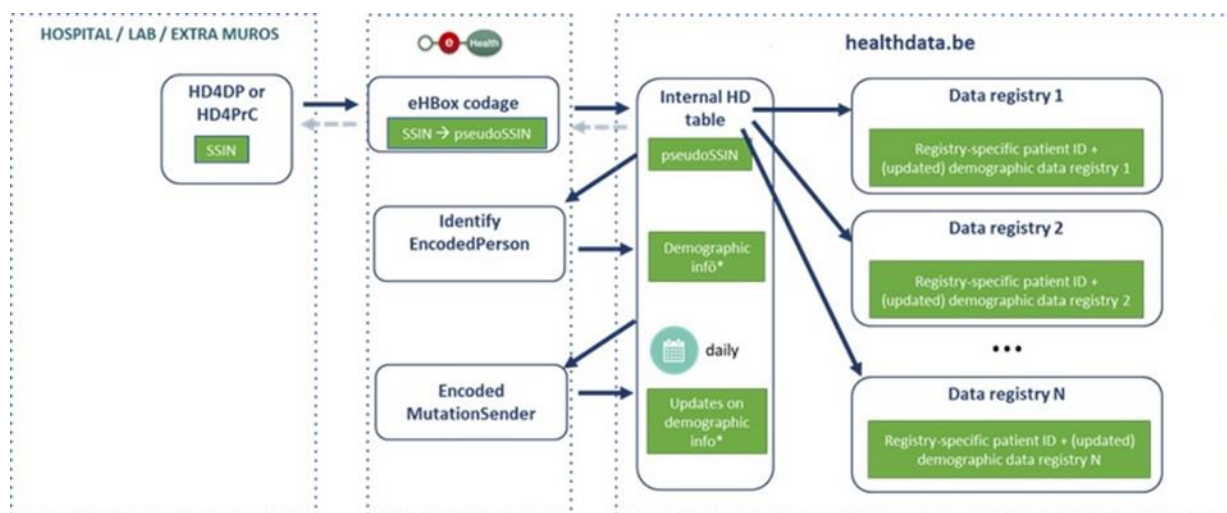 HOSPITAL / LAB / EXTRA MUROS
HD4DP or
HD4PrC
SSIN
e Health
eHBox codage
SSIN → pseudoSSIN
Identify
EncodedPerson
Encoded
MutationSender
healthdata.be
Internal HD
table
pseudoSSIN
Demographic
info*
daily
Updates on
demographic
info*
Data registry 1
Registry-specific patient ID +
(updated) demographic data registry 1
Data registry 2
Registry-specific patient ID +
(updated) demographic data registry 2
•••
Data registry N
Registry-specific patient ID + (updated)
demographic data registry N